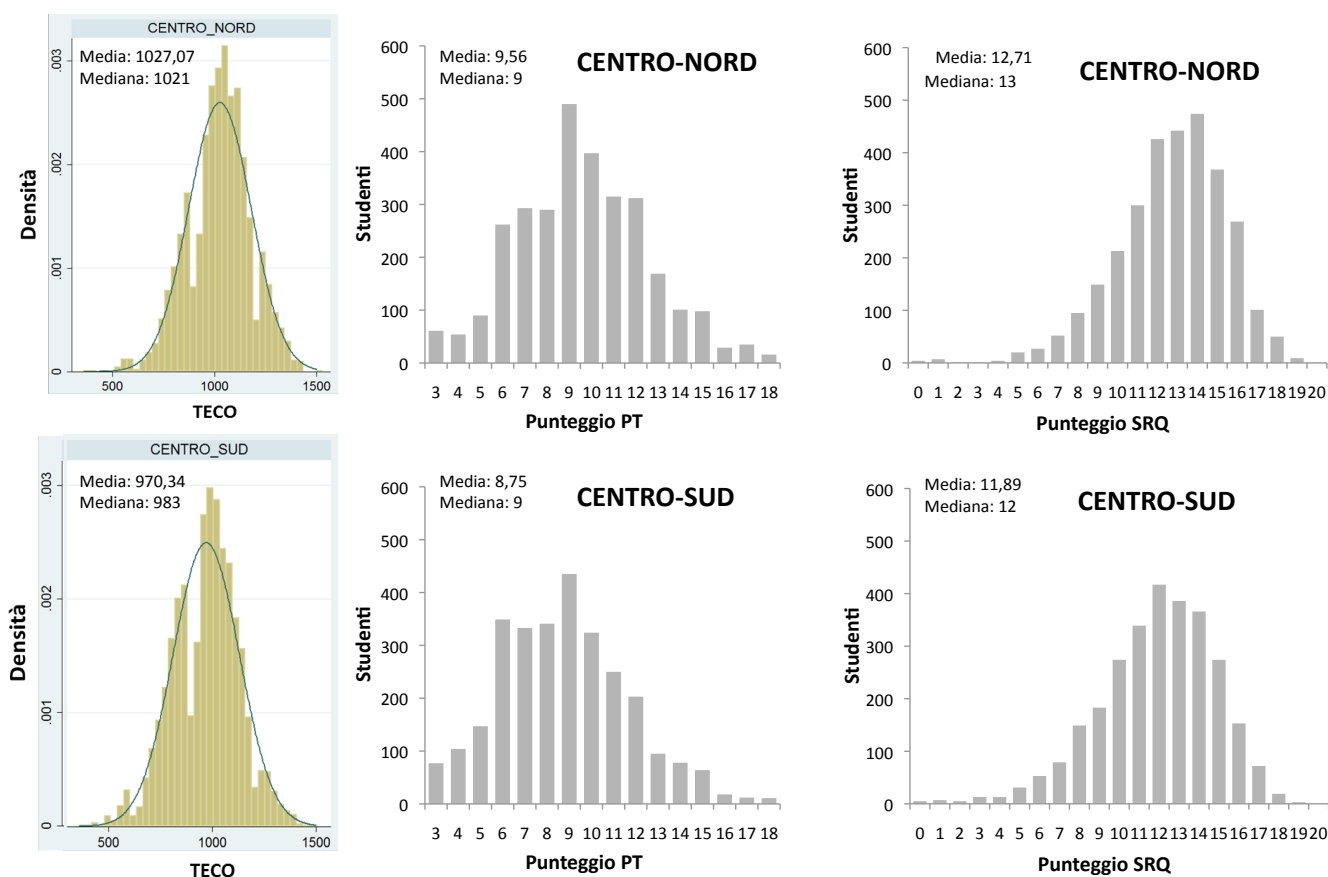 CENTRO_NORD
Media: 1027,07
Mediana: 1021
.003
.002
.001
0
Densità
500 1000 1500
TECO
Media: 9,56
Mediana: 9
CENTRO-NORD
600
500
400
300
200
100
0
Studenti
3 4 5 6 7 8 9 10 11 12 13 14 15 16 17 18
Punteggio PT
Media: 12,71
Mediana: 13
CENTRO-NORD
600
500
400
300
200
100
0
Studenti
0 1 2 3 4 5 6 7 8 9 10 11 12 13 14 15 16 17 18 19 20
Punteggio SRQ
CENTRO_SUD
Media: 970,34
Mediana: 983
.003
.002
.001
0
Densità
500 1000 1500
TECO
Media: 8,75
Mediana: 9
CENTRO-SUD
600
500
400
300
200
100
0
Studenti
3 4 5 6 7 8 9 10 11 12 13 14 15 16 17 18
Punteggio PT
Media: 11,89
Mediana: 12
CENTRO-SUD
600
500
400
300
200
100
0
Studenti
0 1 2 3 4 5 6 7 8 9 10 11 12 13 14 15 16 17 18 19 20
Punteggio SRQ